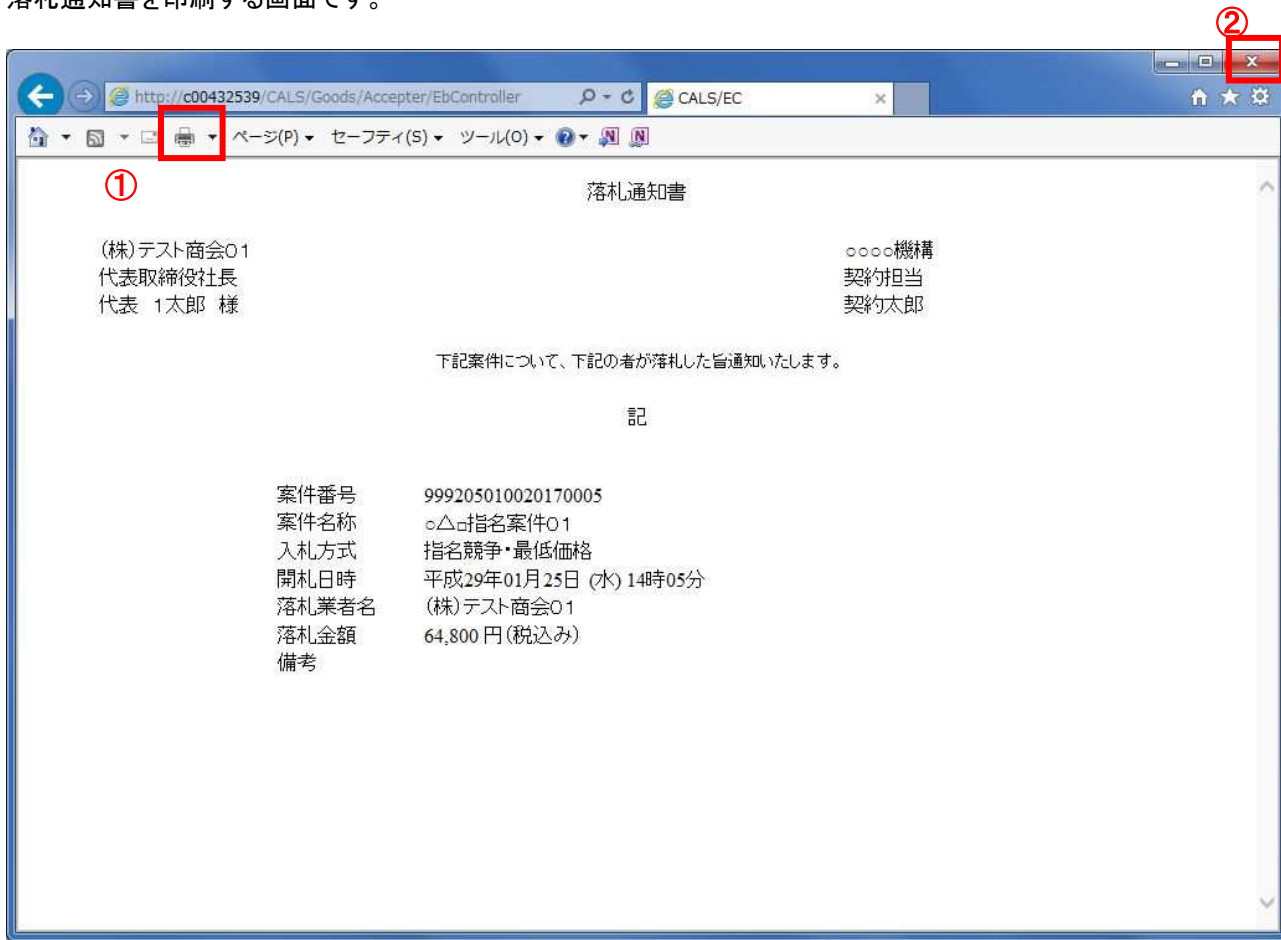 落札通知書を印刷する画面です。
②
http://c00432539/CALS/Goods/Accepter/EbController
CALS/EC
ページ(P) セーフティ(S) ツール(O)
①
落札通知書
(株)テスト商会01
○○○○機構
代表取締役社長
契約担当
代表 1太郎 様
契約太郎
下記案件について、下記の者が落札した旨通知いたします。
記
案件番号 999205010020170005
案件名称 ○△□指名案件01
入札方式 指名競争・最低価格
開札日時 平成29年01月25日 (水) 14時05分
落札業者名 (株)テスト商会01
落札金額 64,800 円(税込み)
備考